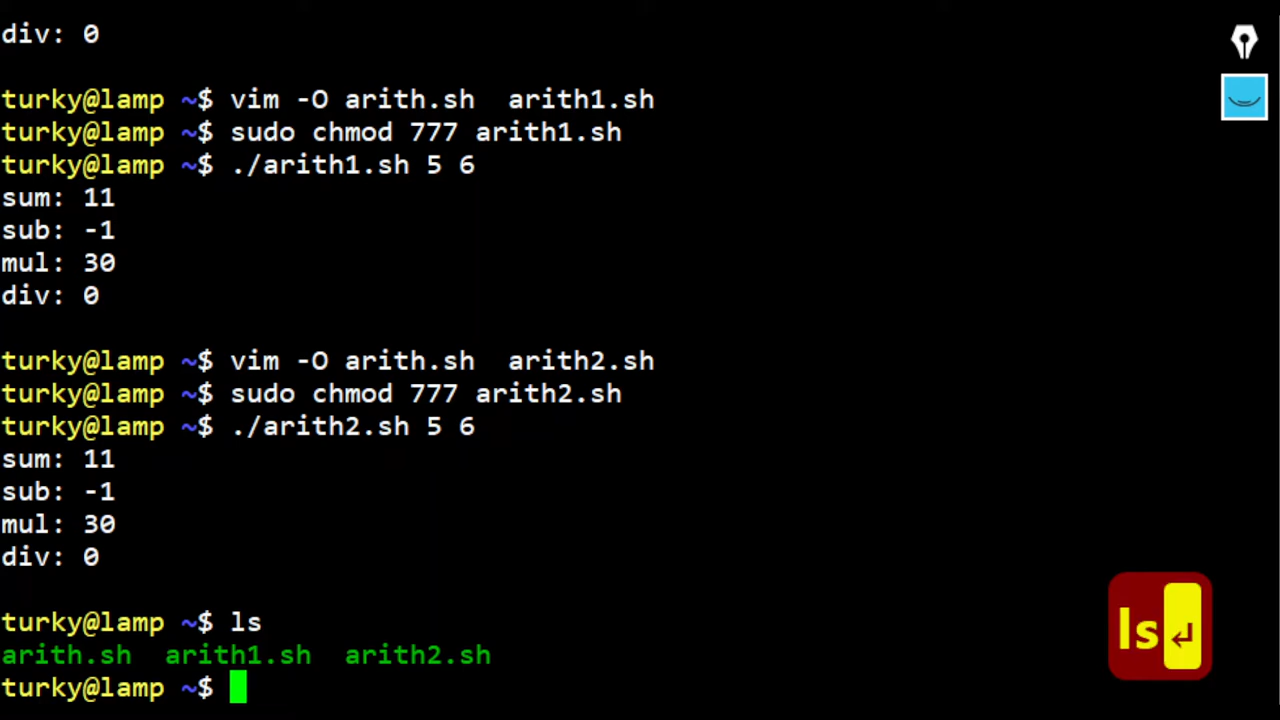 div: 0
turky@lamp ~$ vim -O arith.sh  arith1.sh
turky@lamp ~$ sudo chmod 777 arith1.sh
turky@lamp ~$ ./arith1.sh 5 6
sum: 11
sub: -1
mul: 30
div: 0
turky@lamp ~$ vim -O arith.sh  arith2.sh
turky@lamp ~$ sudo chmod 777 arith2.sh
turky@lamp ~$ ./arith2.sh 5 6
sum: 11
sub: -1
mul: 30
div: 0
turky@lamp ~$ ls
arith.sh  arith1.sh  arith2.sh
turky@lamp ~$
ls↵